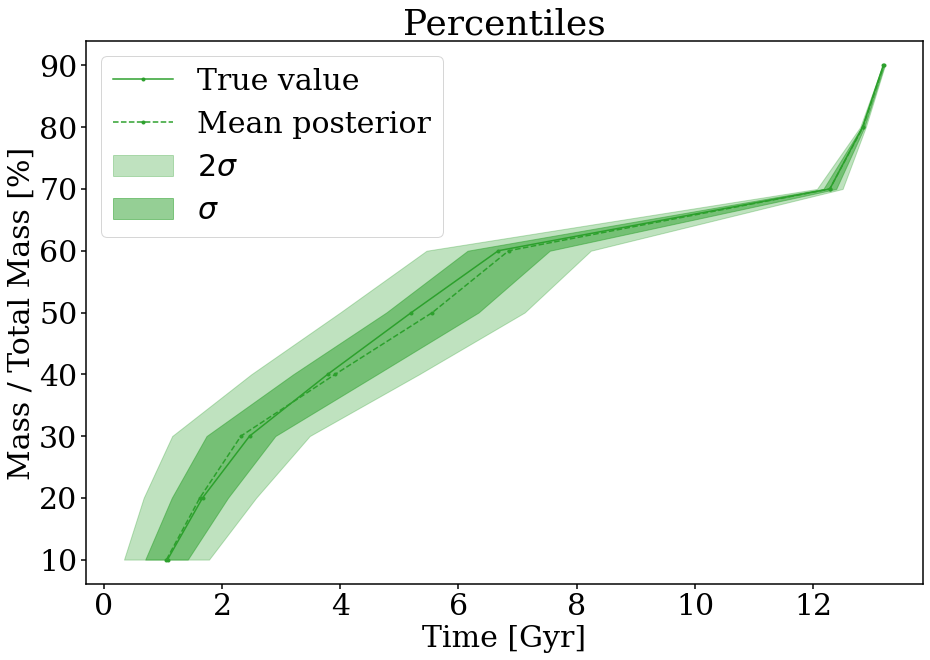 Percentiles
True value
Mean posterior
2σ
σ
Mass / Total Mass [%]
90
80
70
60
50
40
30
20
10
0 2 4 6 8 10 12
Time [Gyr]